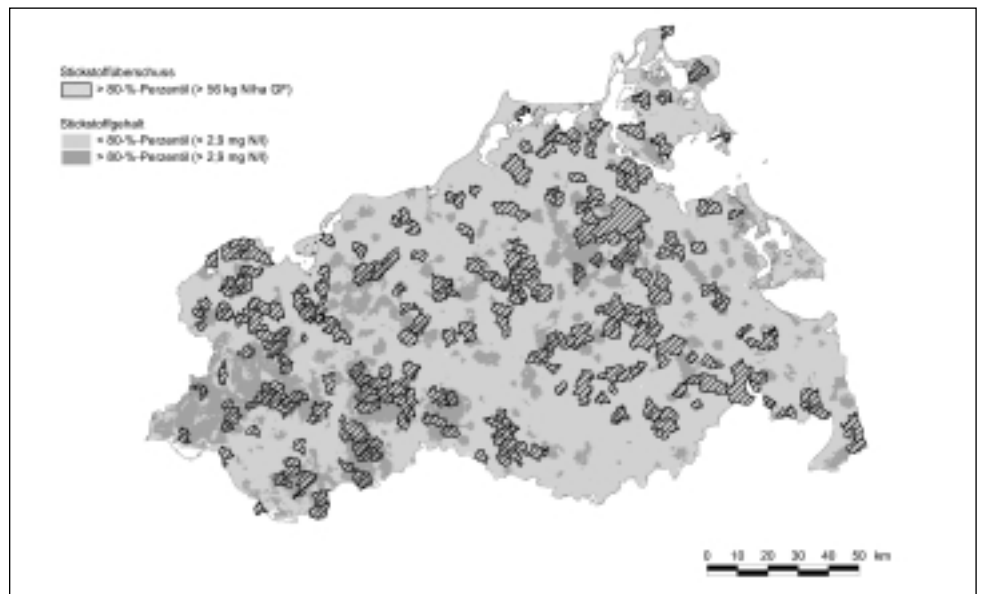 Stickstoffüberschuss
> 80-%-Perzentil (> 56 kg N/ha GF)
Stickstoffgehalt
< 80-%-Perzentil (< 2,9 mg N/l)
> 80-%-Perzentil (> 2,9 mg N/l)
0 10 20 30 40 50 km